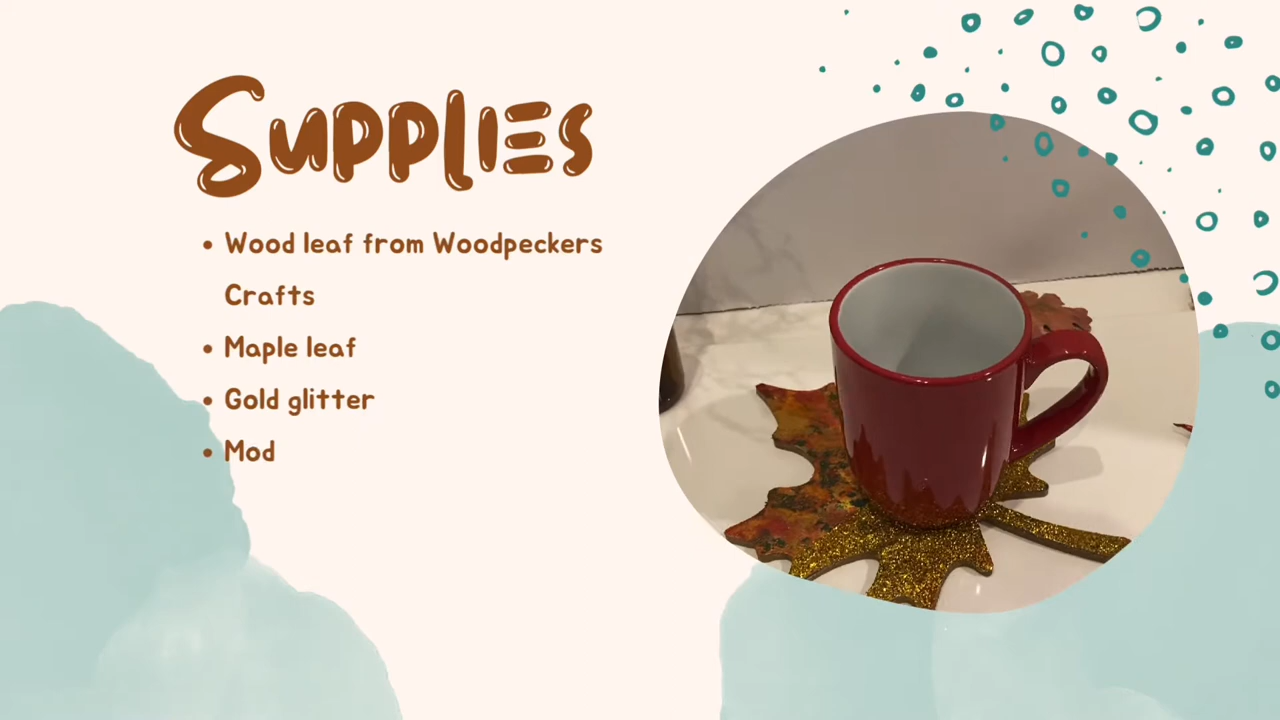 Supplies
• Wood leaf from Woodpeckers
Crafts
• Maple leaf
• Gold glitter
• Mod